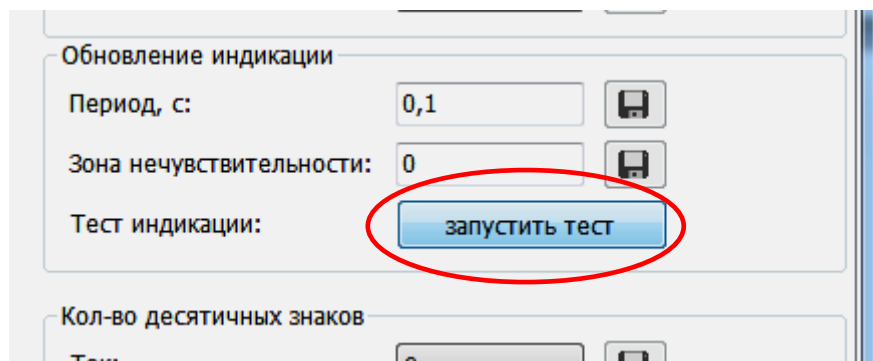 Обновление индикации
Период, с: 0,1
Зона нечувствительности: 0
Тест индикации: запустить тест
Кол-во десятичных знаков